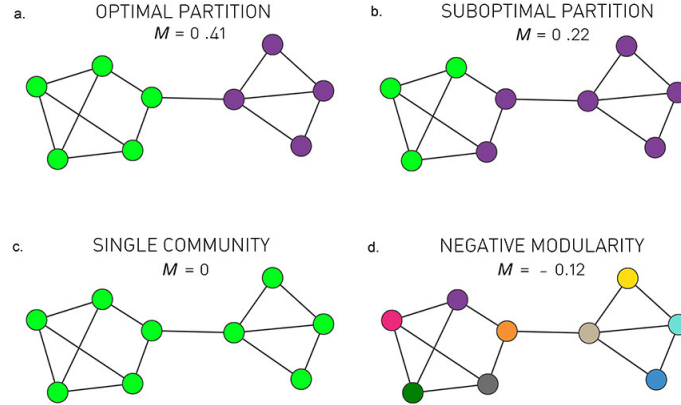 a.
OPTIMAL PARTITION
M = 0 .41
b.
SUBOPTIMAL PARTITION
M = 0 .22
c.
SINGLE COMMUNITY
M = 0
d.
NEGATIVE MODULARITY
M = - 0.12